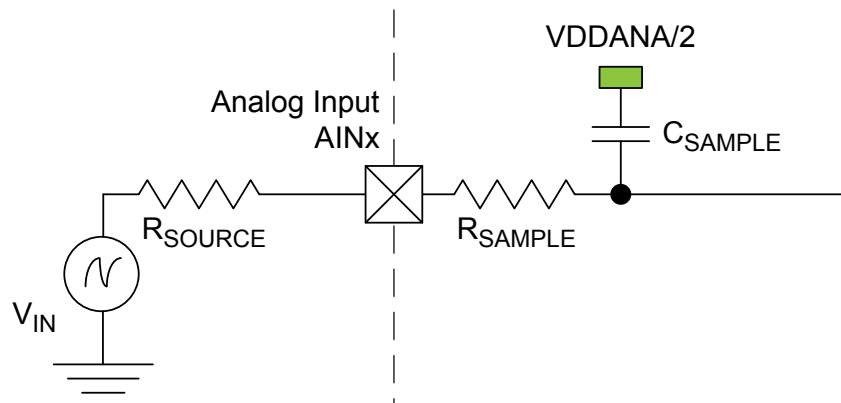 VDDANA/2
Analog Input
AINx
CSAMPLE
RSOURCE
RSAMPLE
VIN